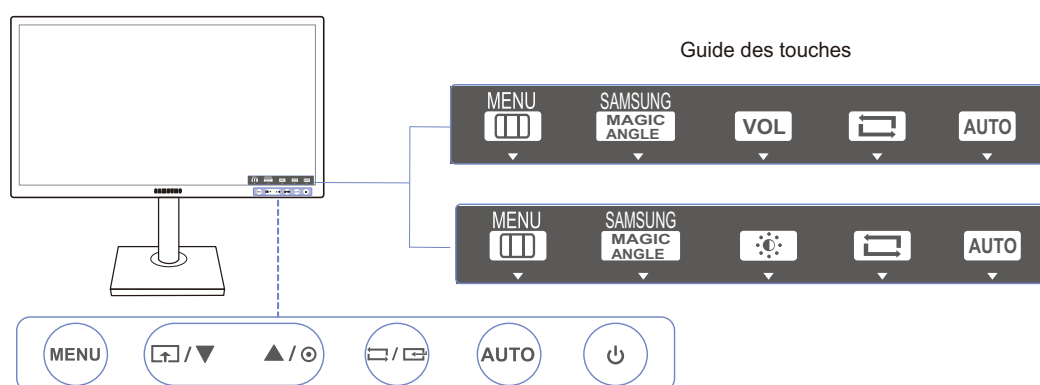 Guide des touches
MENU SAMSUNG
MAGIC
ANGLE VOL AUTO
MENU SAMSUNG
MAGIC
ANGLE AUTO
SAMSUNG
MENU / / / AUTO